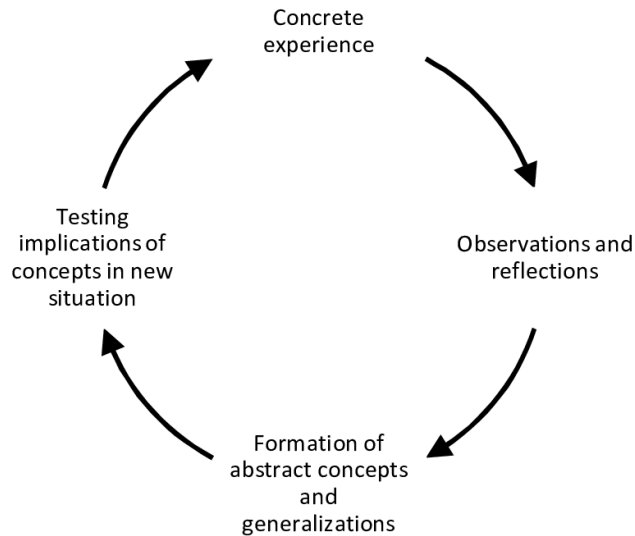 Concrete
experience
Observations and
reflections
Formation of
abstract concepts
and
generalizations
Testing
implications of
concepts in new
situation